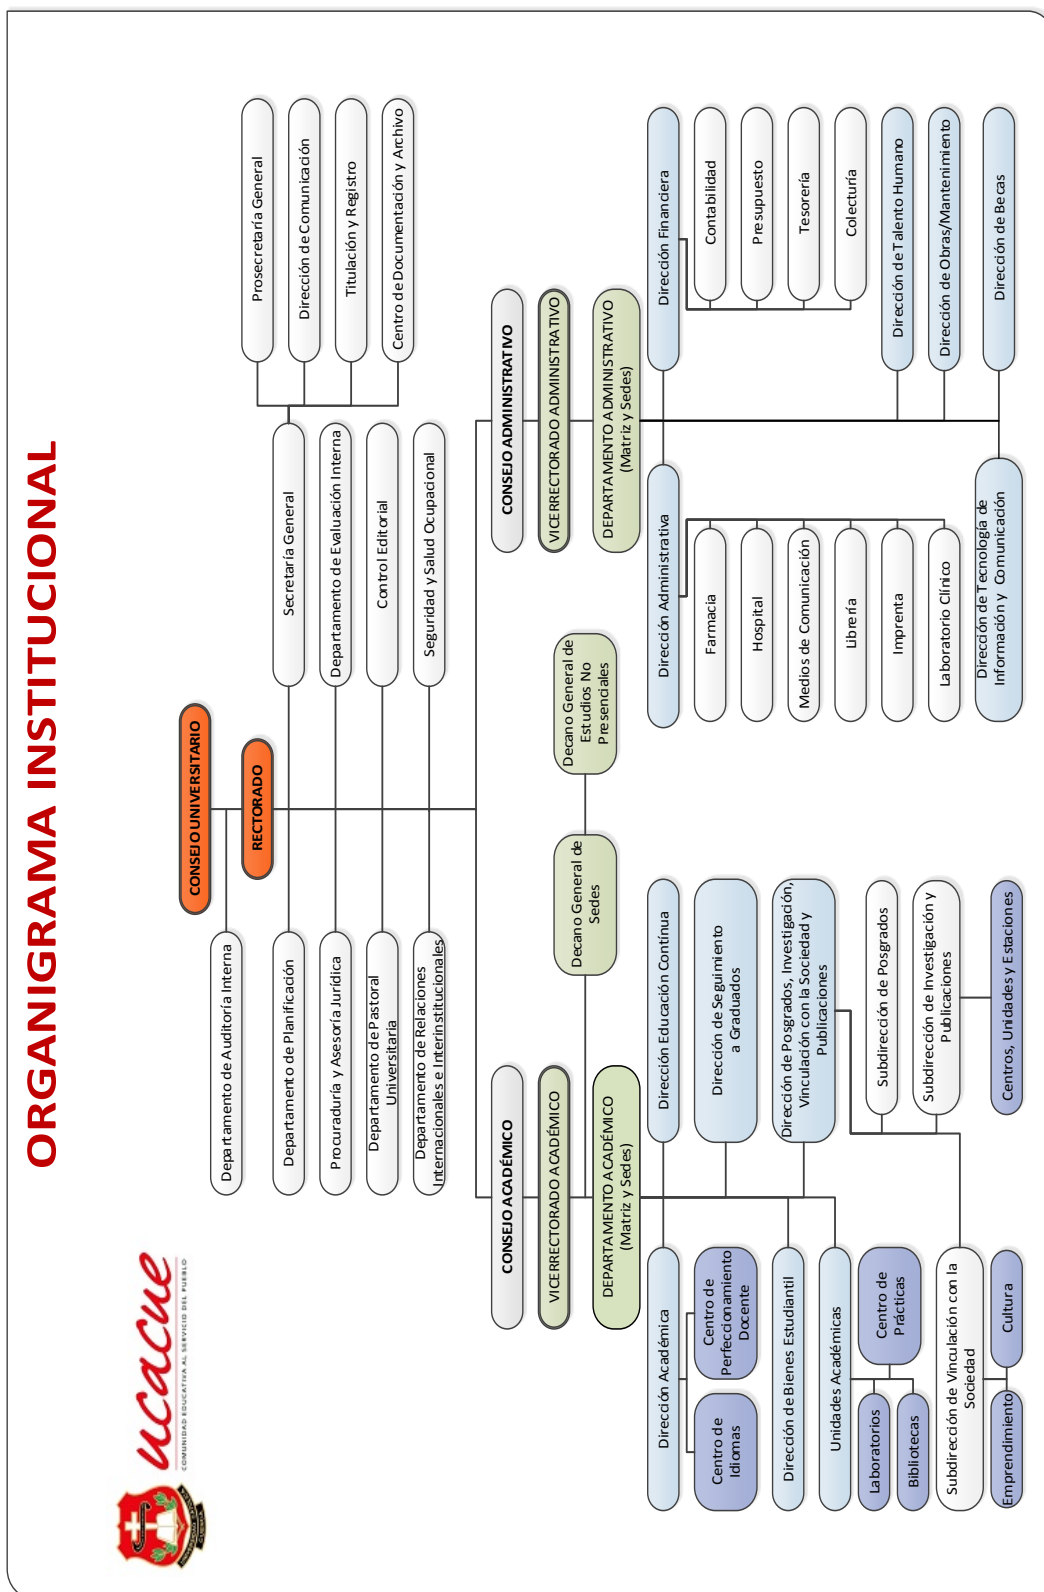 ORGANIGRAMA INSTITUCIONAL
ucacue
COMUNIDAD EDUCATIVA AL SERVICIO DEL PUEBLO
CONSEJO UNIVERSITARIO
Departamento de Auditoría Interna
RECTORADO
Prosecretaría General
Dirección de Comunicación
Titulación y Registro
Centro de Documentación y Archivo
Departamento de Planificación
Secretaría General
Procuraduría y Asesoría Jurídica
Departamento de Evaluación Interna
Departamento de Pastoral
Universitaria
Control Editorial
Departamento de Relaciones
Internacionales e Interinstitucionales
Seguridad y Salud Ocupacional
CONSEJO ACADÉMICO
CONSEJO ADMINISTRATIVO
VICERRECTORADO ACADÉMICO
VICERRECTORADO ADMINISTRATIVO
Decano General de
Sedes
Decano General de
Estudios No
Presenciales
DEPARTAMENTO ACADÉMICO
(Matriz y Sedes)
DEPARTAMENTO ADMINISTRATIVO
(Matriz y Sedes)
Dirección Académica
Centro de
Idiomas
Centro de
Perfeccionamiento
Docente
Dirección de Bienes Estudiantil
Unidades Académicas
Laboratorios
Bibliotecas
Centro de
Prácticas
Subdirección de Vinculación con la
Sociedad
Emprendimiento
Cultura
Dirección Educación Contínua
Dirección de Seguimiento
a Graduados
Dirección de Posgrados, Investigación,
Vinculación con la Sociedad y
Publicaciones
Subdirección de Posgrados
Subdirección de Investigación y
Publicaciones
Centros, Unidades y Estaciones
Dirección Administrativa
Farmacia
Hospital
Medios de Comunicación
Librería
Imprenta
Laboratorio Clínico
Dirección de Tecnología de
Información y Comunicación
Dirección Financiera
Contabilidad
Presupuesto
Tesorería
Colecturía
Dirección de Talento Humano
Dirección de Obras/Mantenimiento
Dirección de Becas